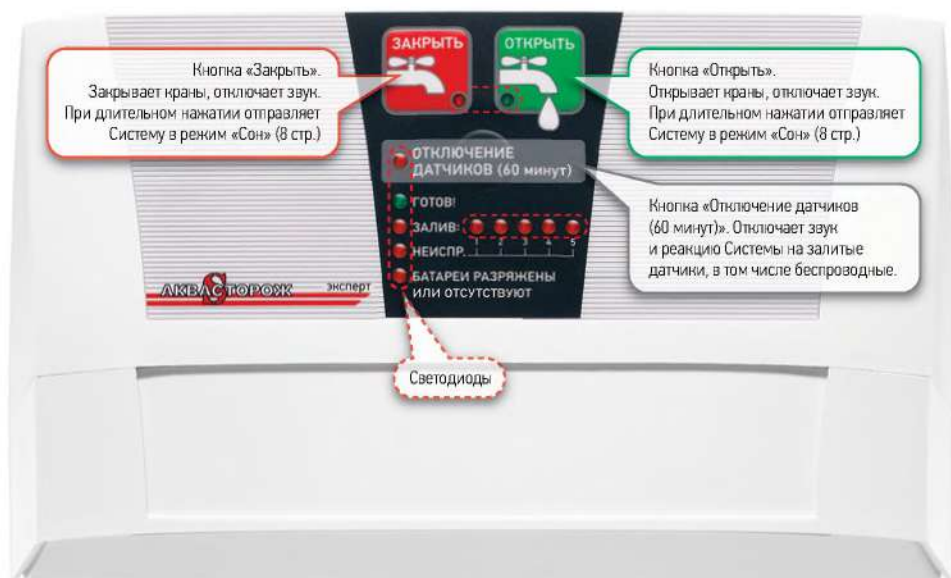 ЗАКРЫТЬ
ОТКРЫТЬ
Кнопка «Закрыть».
Закрывает краны, отключает звук.
При длительном нажатии отправляет
Систему в режим «Сон» (8 стр.)
Кнопка «Открыть».
Открывает краны, отключает звук.
При длительном нажатии отправляет
Систему в режим «Сон» (8 стр.)
ОТКЛЮЧЕНИЕ
ДАТЧИКОВ (60 минут)
Кнопка «Отключение датчиков
(60 минут)». Отключает звук
и реакцию Системы на залитые
датчики, в том числе беспроводные.
ГОТОВ!
ЗАЛИВ:
1 2 3 4 5
НЕИСПР.
БАТАРЕИ РАЗРЯЖЕНЫ
ИЛИ ОТСУТСТВУЮТ
АКВАСТОРОЖ эксперт
Светодиоды